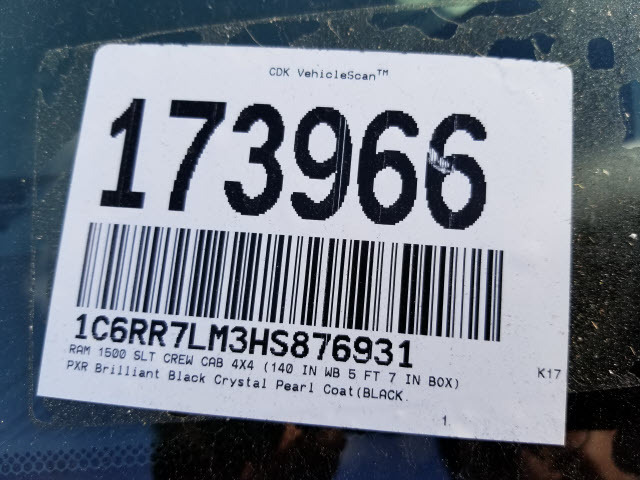 CDK VehicleScan™
173966
1C6RR7LM3HS876931
RAM 1500 SLT CREW CAB 4X4 (140 IN WB 5 FT 7 IN BOX)
K17
PXR Brilliant Black Crystal Pearl Coat(BLACK
1